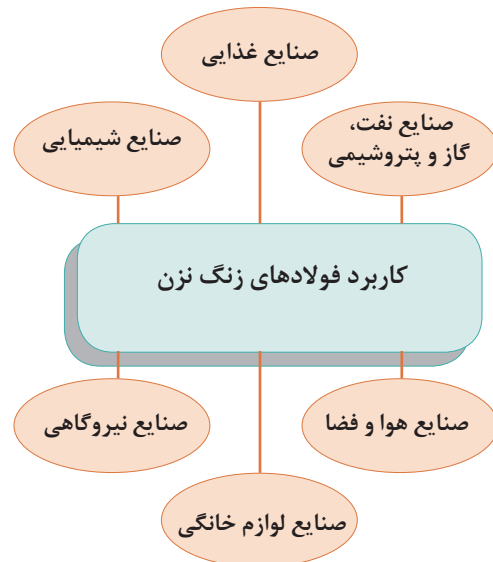 صنایع غذایی
صنایع نفت،
گاز و پتروشیمی
صنایع شیمیایی
کاربرد فولادهای زنگ نزن
صنایع هوا و فضا
صنایع نیروگاهی
صنایع لوازم خانگی